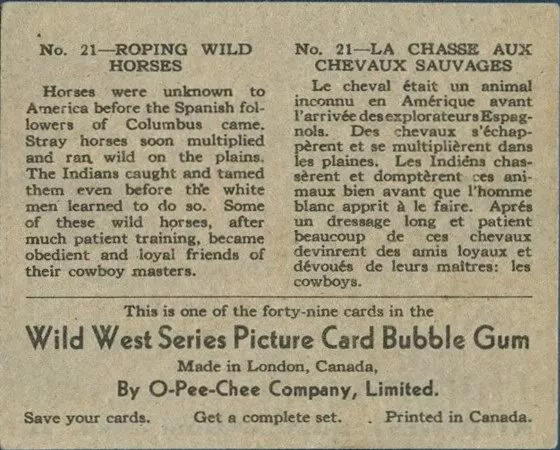 No. 21—ROPING WILD
HORSES
Horses were unknown to
America before the Spanish fol-
lowers of Columbus came.
Stray horses soon multiplied
and ran wild on the plains.
The Indians caught and tamed
them even before the white
men learned to do so. Some
of these wild horses, after
much patient training, became
obedient and loyal friends of
their cowboy masters.
No. 21—LA CHASSE AUX
CHEVAUX SAUVAGES
Le cheval était un animal
inconnu en Amérique avant
l'arrivée des explorateurs Espag-
nols. Des chevaux s'échap-
pèrent et se multiplièrent dans
les plaines. Les Indiéns chas-
sèrent et domptèrent ces ani-
maux bien avant que l'homme
blanc apprit à le faire. Aprés
un dressage long et patient
beaucoup de ces chevaux
devinrent des amis loyaux et
dévoués de leurs maîtres: les
cowboys.
This is one of the forty-nine cards in the
Wild West Series Picture Card Bubble Gum
Made in London, Canada,
By O-Pee-Chee Company, Limited.
Save your cards. Get a complete set. Printed in Canada.